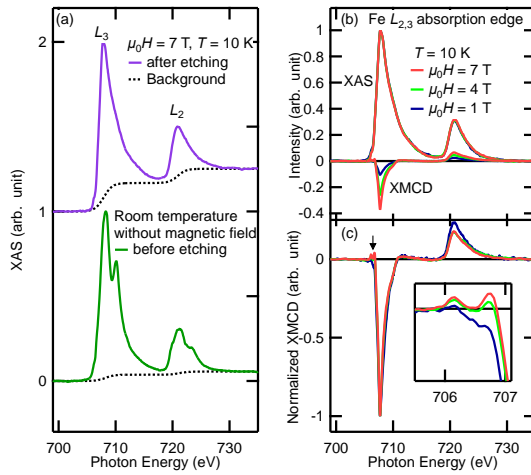 (a)
L3
μ0H = 7 T, T = 10 K
after etching
Background
L2
Room temperature
without magnetic field
before etching
XAS (arb. unit)
2
1
0
700
710
720
730
Photon Energy (eV)
(b) Fe L2,3 absorption edge
XAS
T = 10 K
μ0H = 7 T
μ0H = 4 T
μ0H = 1 T
XMCD
Intensity (arb. unit)
1
0.8
0.6
0.4
0.2
0
-0.2
-0.4
(c)
Normalized XMCD (arb. unit)
0
-0.5
-1
706
707
700
710
720
730
Photon Energy (eV)